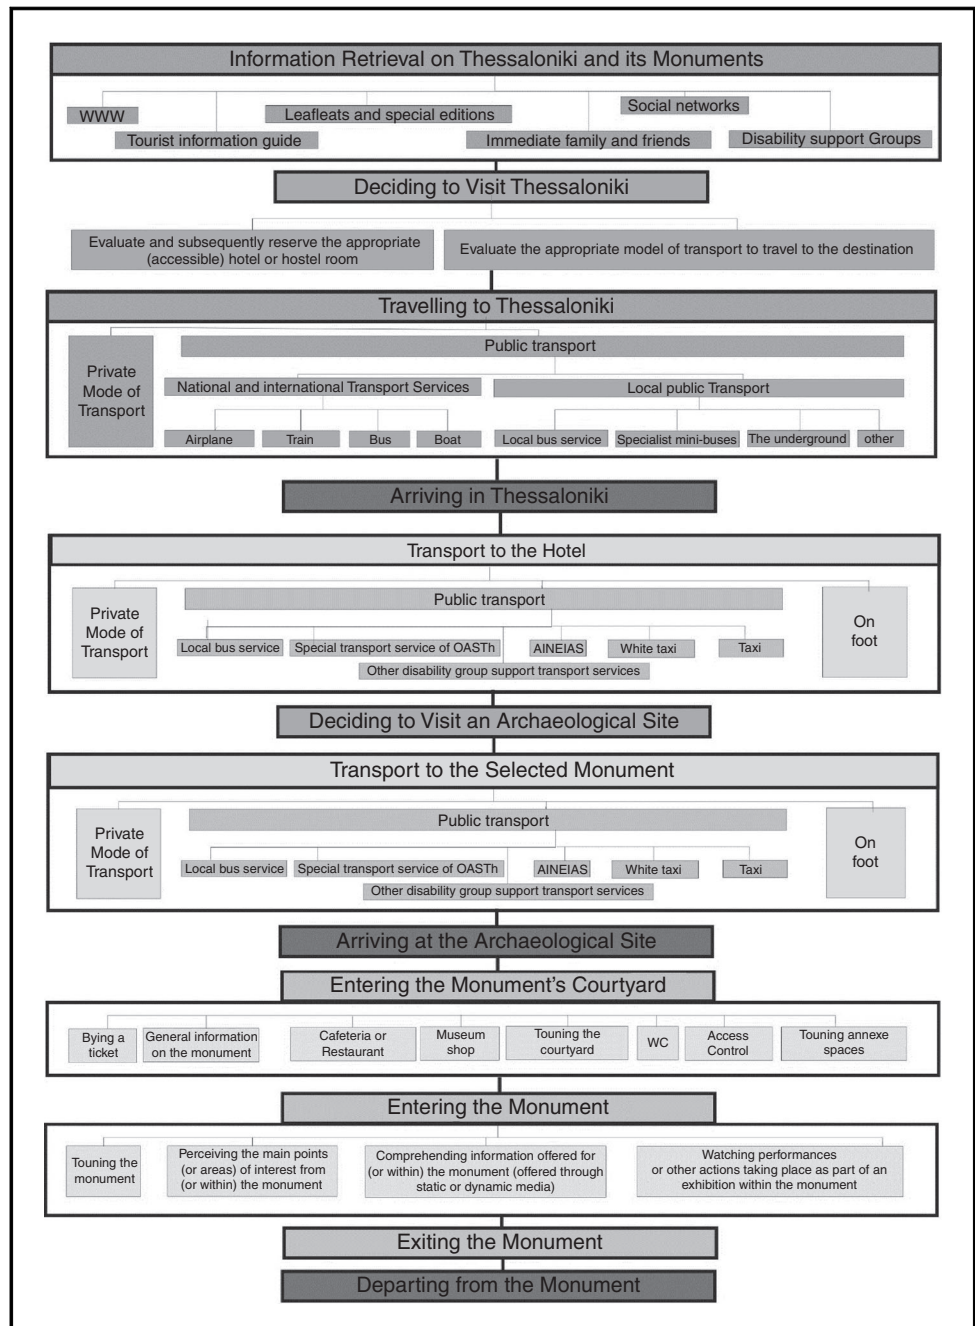 Information Retrieval on Thessaloniki and its Monuments
WWW
Leafleats and special editions
Social networks
Tourist information guide
Immediate family and friends
Disability support Groups
Deciding to Visit Thessaloniki
Evaluate and subsequently reserve the appropriate
(accessible) hotel or hostel room
Evaluate the appropriate model of transport to travel to the destination
Travelling to Thessaloniki
Private
Mode of
Transport
Public transport
National and international Transport Services
Local public Transport
Airplane
Train
Bus
Boat
Local bus service
Specialist mini-buses
The underground
other
Arriving in Thessaloniki
Transport to the Hotel
Private
Mode of
Transport
Public transport
On
foot
Local bus service
Special transport service of OASTh
AINEIAS
White taxi
Taxi
Other disability group support transport services
Deciding to Visit an Archaeological Site
Transport to the Selected Monument
Private
Mode of
Transport
Public transport
On
foot
Local bus service
Special transport service of OASTh
AINEIAS
White taxi
Taxi
Other disability group support transport services
Arriving at the Archaeological Site
Entering the Monument's Courtyard
Bying a
ticket
General information
on the monument
Cafeteria or
Restaurant
Museum
shop
Touning the
courtyard
WC
Access
Control
Touning annexe
spaces
Entering the Monument
Touning the
monument
Perceiving the main points
(or areas) of interest from
(or within) the monument
Comprehending information offered for
(or within) the monument (offered through
static or dynamic media)
Watching performances
or other actions taking place as part of an
exhibition within the monument
Exiting the Monument
Departing from the Monument